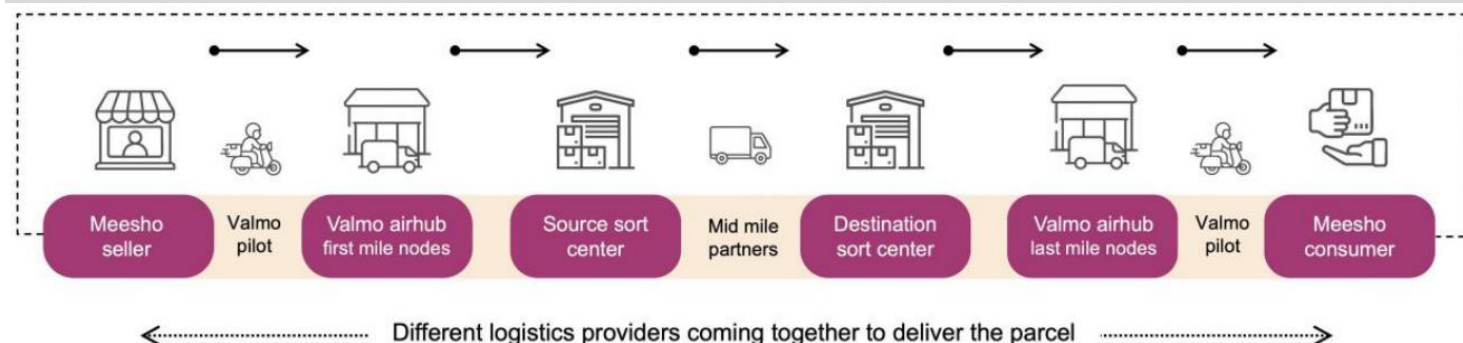 Meesho
seller
Valmo
pilot
Valmo airhub
first mile nodes
Source sort
center
Mid mile
partners
Destination
sort center
Valmo airhub
last mile nodes
Valmo
pilot
Meesho
consumer
Different logistics providers coming together to deliver the parcel